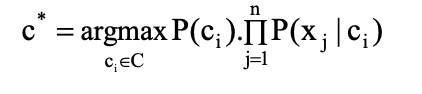 c* = argmax P(cᵢ).∏P(xⱼ|cᵢ)
cᵢ∈C j=1 n